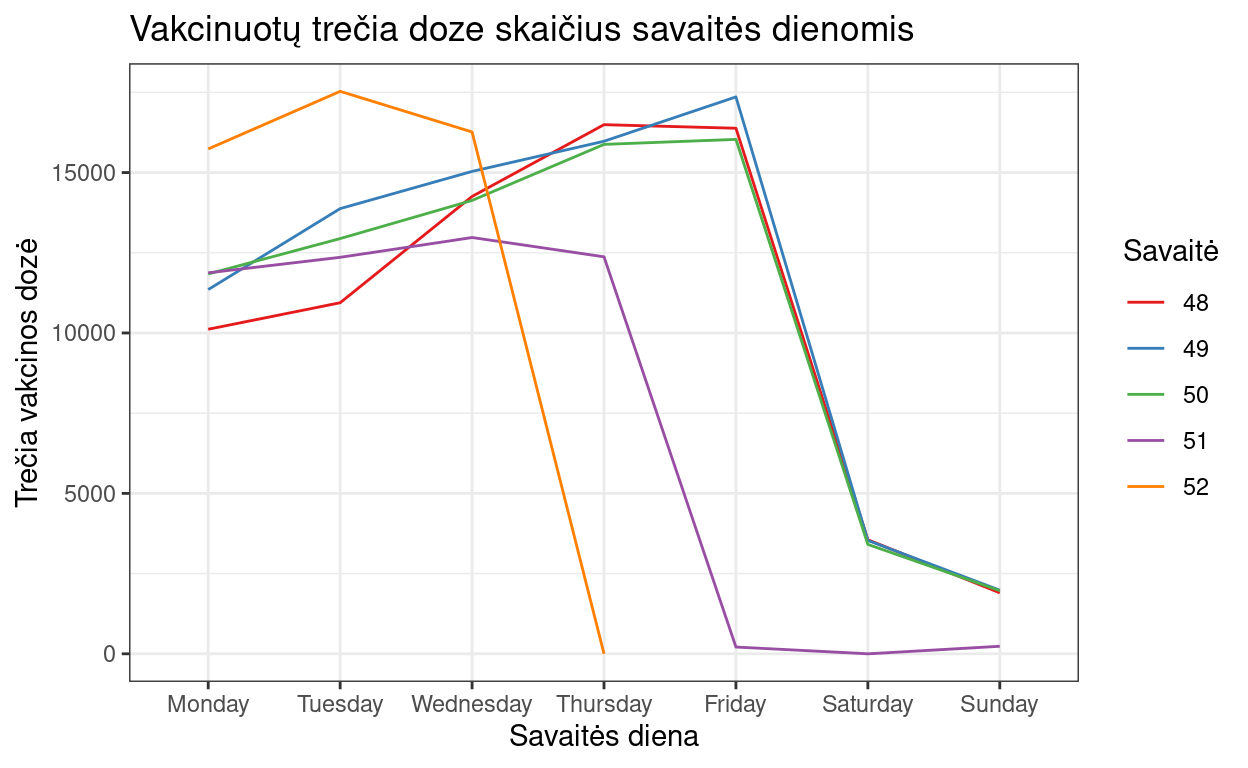 Vakcinuotų trečia doze skaičius savaitės dienomis
Trečia vakcinos dozė
15000
10000
5000
0
Monday
Tuesday
Wednesday
Thursday
Friday
Saturday
Sunday
Savaitės diena
Savaitė
48
49
50
51
52